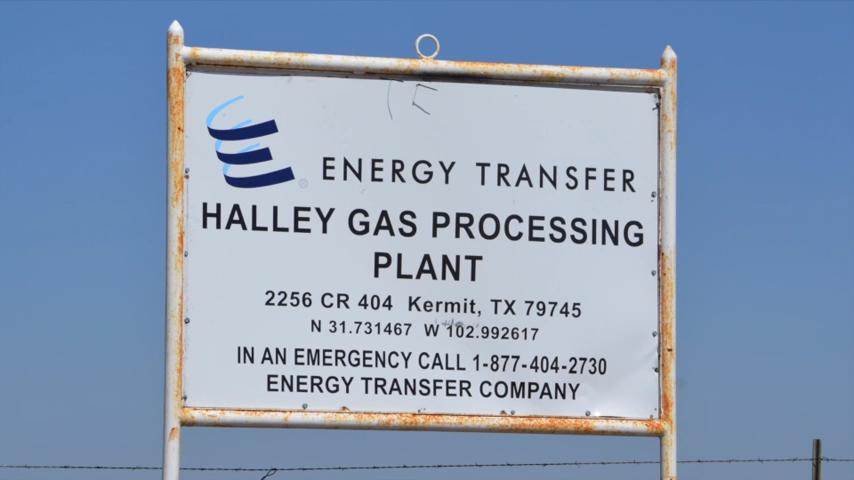 ENERGY TRANSFER
HALLEY GAS PROCESSING
PLANT
2256 CR 404 Kermit, TX 79745
N 31.731467 W 102.992617
IN AN EMERGENCY CALL 1-877-404-2730
ENERGY TRANSFER COMPANY